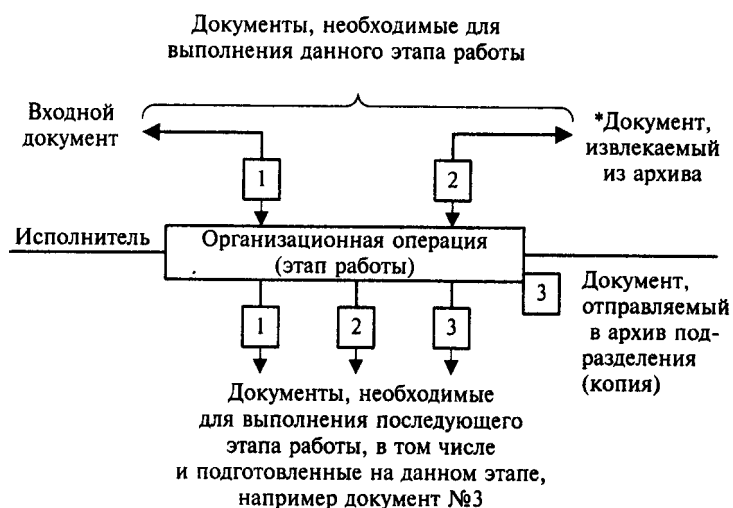 Документы, необходимые для
выполнения данного этапа работы
Входной
документ
*Документ,
извлекаемый
из архива
1
2
Исполнитель
Организационная операция
(этап работы)
3
Документ,
отправляемый
в архив под-
разделения
(копия)
1
2
3
Документы, необходимые
для выполнения последующего
этапа работы, в том числе
и подготовленные на данном этапе,
например документ №3